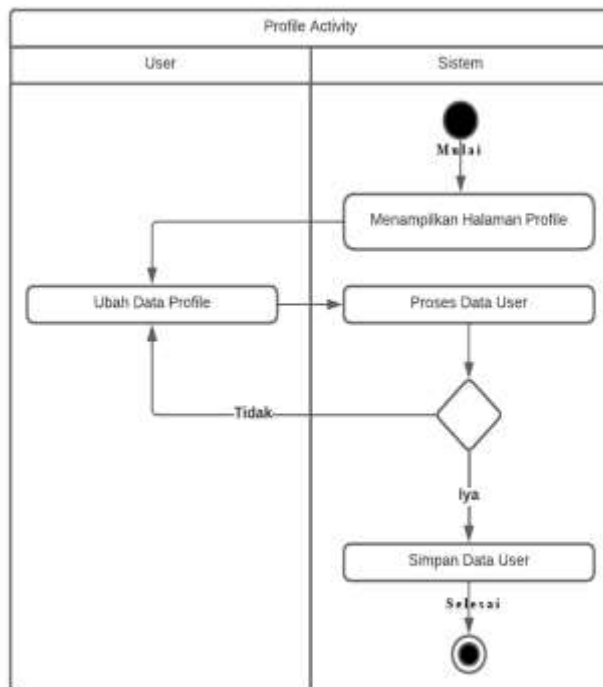 Profile Activity
User
Sistem
Mulai
Menampilkan Halaman Profile
Ubah Data Profile
Proses Data User
Tidak
Iya
Simpan Data User
Selesai